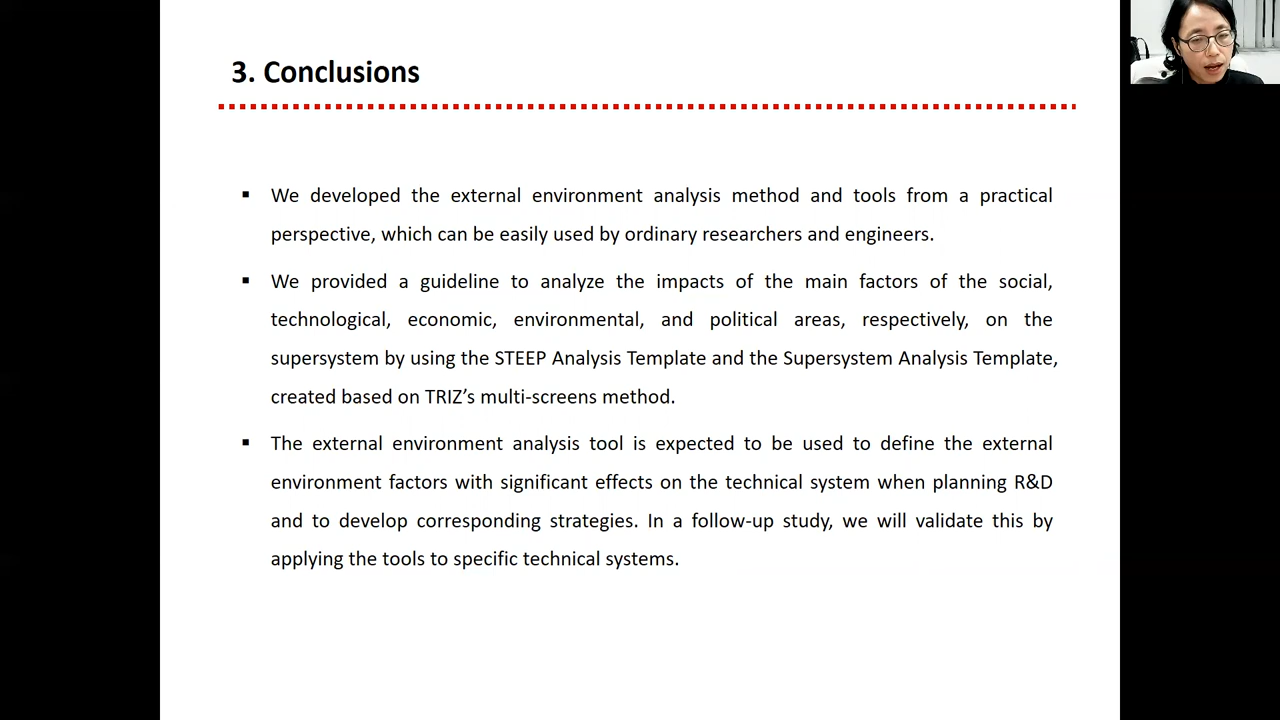 3. Conclusions
▪ We developed the external environment analysis method and tools from a practical
perspective, which can be easily used by ordinary researchers and engineers.
▪ We provided a guideline to analyze the impacts of the main factors of the social,
technological, economic, environmental, and political areas, respectively, on the
supersystem by using the STEEP Analysis Template and the Supersystem Analysis Template,
created based on TRIZ’s multi-screens method.
▪ The external environment analysis tool is expected to be used to define the external
environment factors with significant effects on the technical system when planning R&D
and to develop corresponding strategies. In a follow-up study, we will validate this by
applying the tools to specific technical systems.